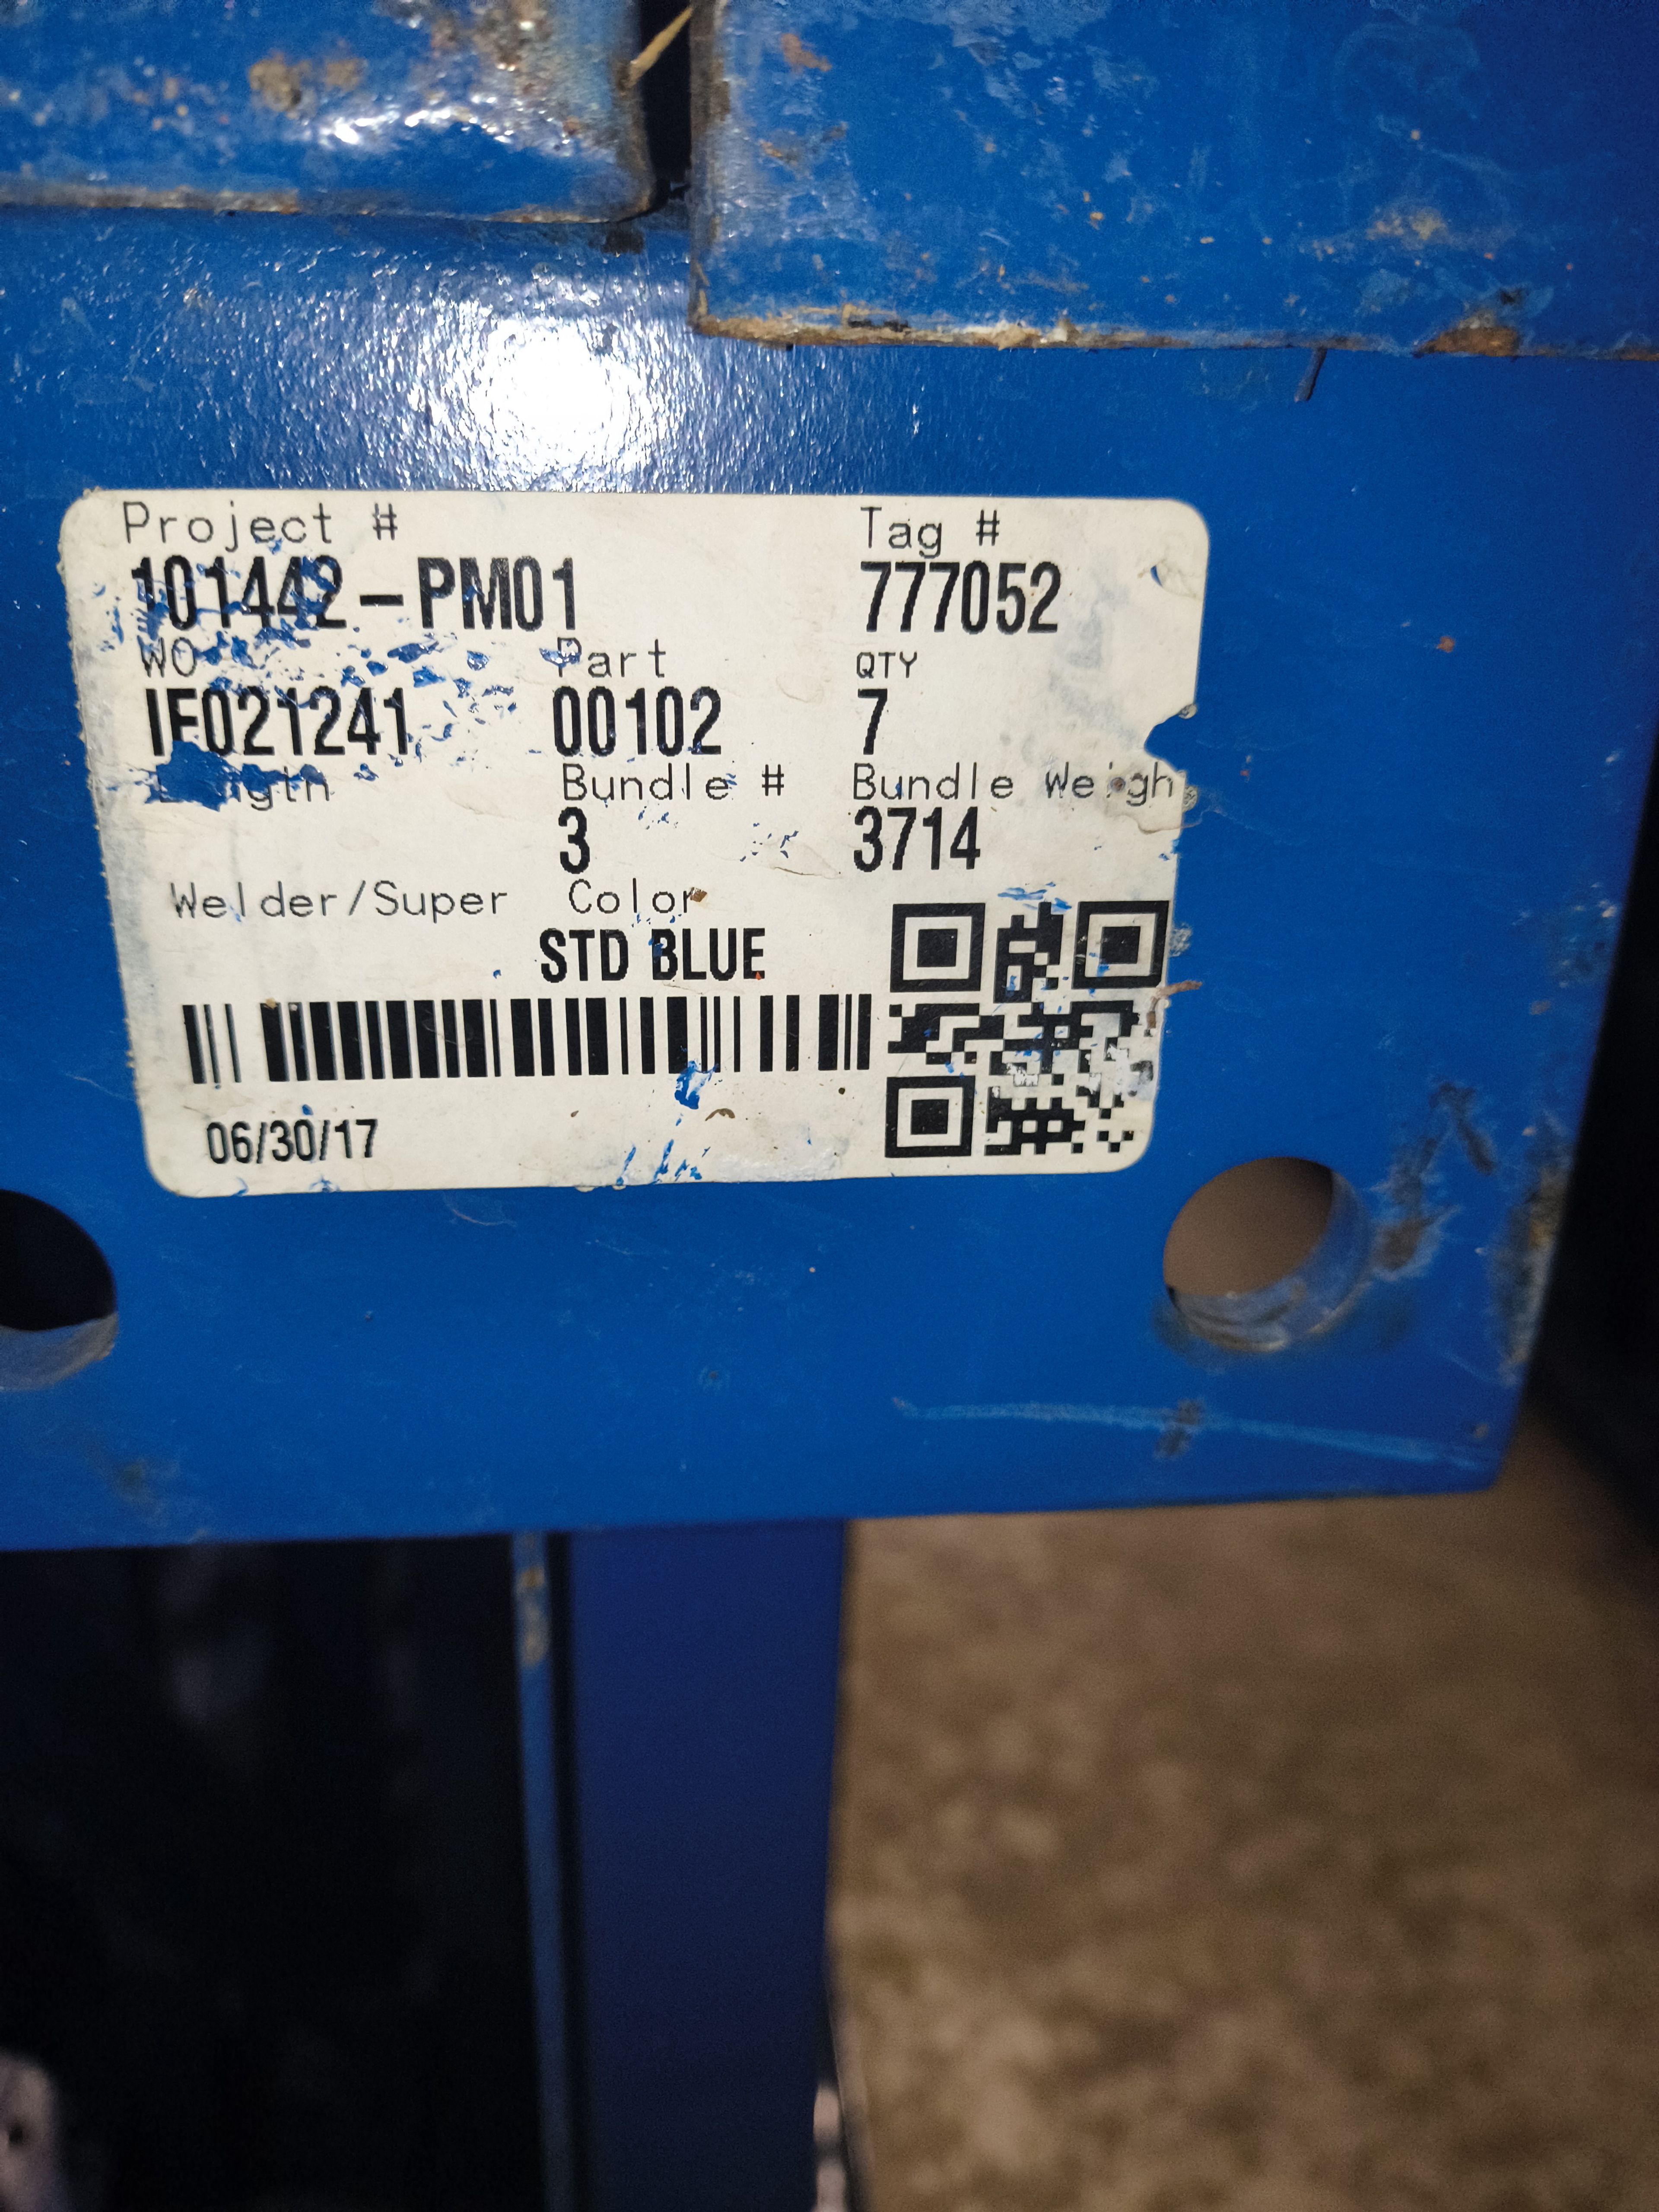 Project # Tag #
101442-PM01 777052
WO Part QTY
IF021241 00102 7
Length Bundle # Bundle Weigh
3 3714
Welder/Super Color
STD BLUE
06/30/17